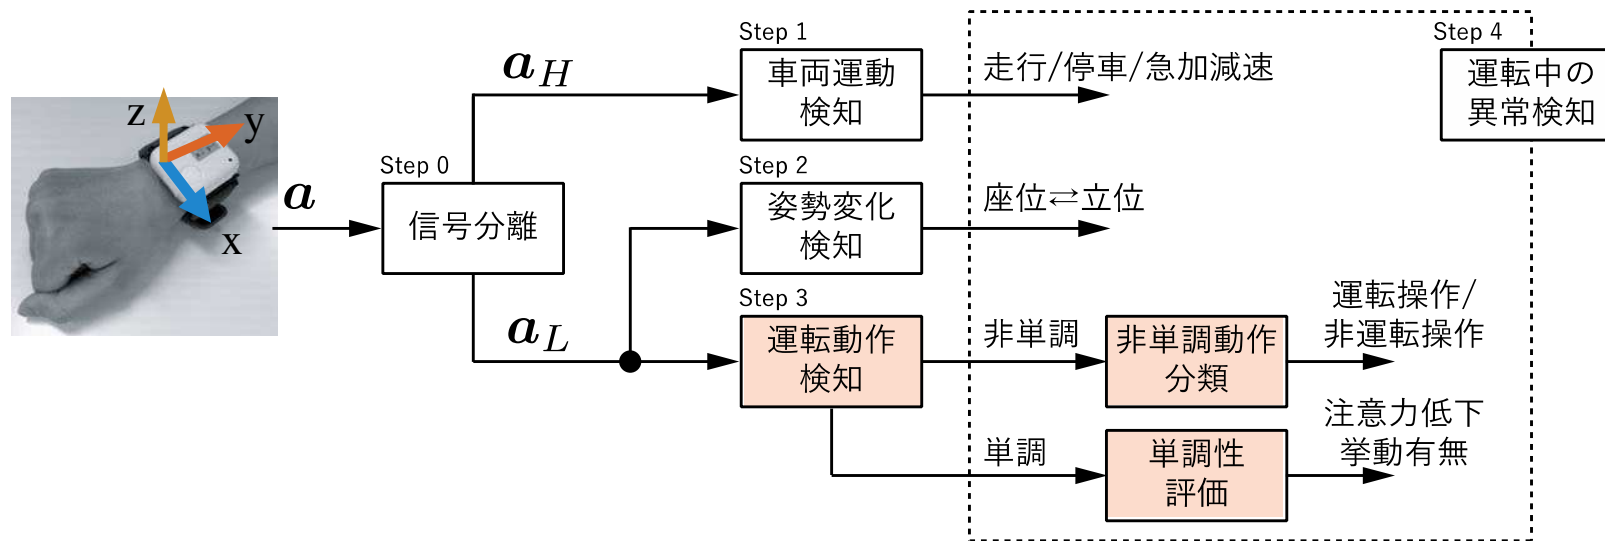 Step 1
車両運動
検知
走行/停車/急加減速
Step 4
運転中の
異常検知
a_H
z
y
x
a
Step 0
信号分離
Step 2
姿勢変化
検知
座位⇄立位
a_L
Step 3
運転動作
検知
非単調
非単調動作
分類
運転操作/
非運転操作
単調
単調性
評価
注意力低下
挙動有無